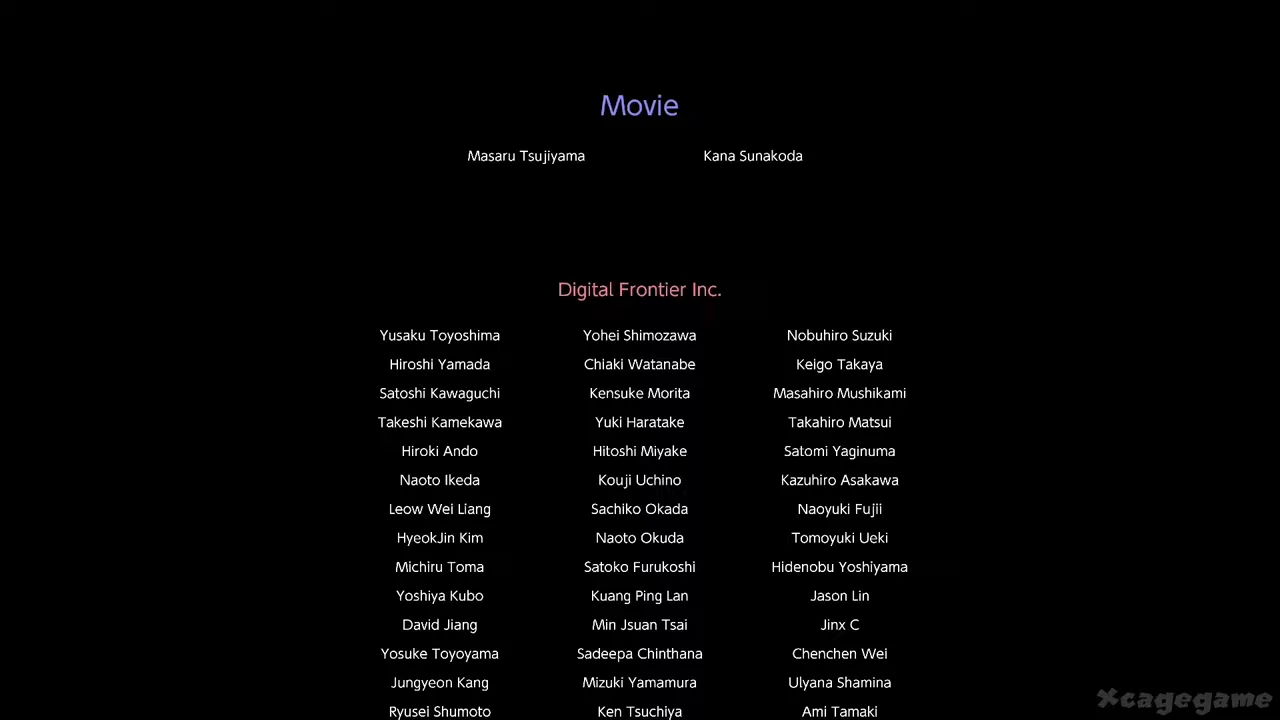 Movie
Masaru Tsujiyama Kana Sunakoda
Digital Frontier Inc.
Yusaku Toyoshima Yohei Shimozawa Nobuhiro Suzuki
Hiroshi Yamada Chiaki Watanabe Keigo Takaya
Satoshi Kawaguchi Kensuke Morita Masahiro Mushikami
Takeshi Kamekawa Yuki Haratake Takahiro Matsui
Hiroki Ando Hitoshi Miyake Satomi Yaginuma
Naoto Ikeda Kouji Uchino Kazuhiro Asakawa
Leow Wei Liang Sachiko Okada Naoyuki Fujii
HyeokJin Kim Naoto Okuda Tomoyuki Ueki
Michiru Toma Satoko Furukoshi Hidenobu Yoshiyama
Yoshiya Kubo Kuang Ping Lan Jason Lin
David Jiang Min Jsuan Tsai Jinx C
Yosuke Toyoyama Sadeepa Chinthana Chenchen Wei
Jungyeon Kang Mizuki Yamamura Ulyana Shamina
Ryusei Shumoto Ken Tsuchiya Ami Tamaki
Xcagegame